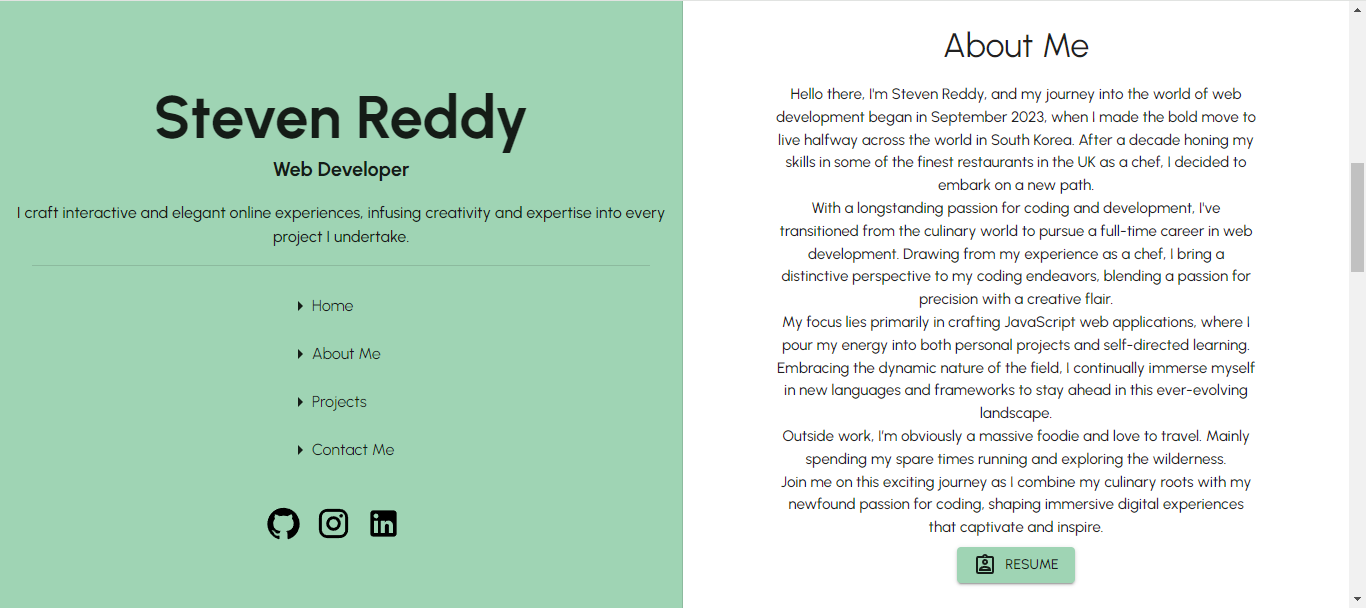 Steven Reddy
Web Developer
I craft interactive and elegant online experiences, infusing creativity and expertise into every
project I undertake.
Home
About Me
Projects
Contact Me
About Me
Hello there, I'm Steven Reddy, and my journey into the world of web
development began in September 2023, when I made the bold move to
live halfway across the world in South Korea. After a decade honing my
skills in some of the finest restaurants in the UK as a chef, I decided to
embark on a new path.
With a longstanding passion for coding and development, I've
transitioned from the culinary world to pursue a full-time career in web
development. Drawing from my experience as a chef, I bring a
distinctive perspective to my coding endeavors, blending a passion for
precision with a creative flair.
My focus lies primarily in crafting JavaScript web applications, where I
pour my energy into both personal projects and self-directed learning.
Embracing the dynamic nature of the field, I continually immerse myself
in new languages and frameworks to stay ahead in this ever-evolving
landscape.
Outside work, I'm obviously a massive foodie and love to travel. Mainly
spending my spare times running and exploring the wilderness.
Join me on this exciting journey as I combine my culinary roots with my
newfound passion for coding, shaping immersive digital experiences
that captivate and inspire.
RESUME